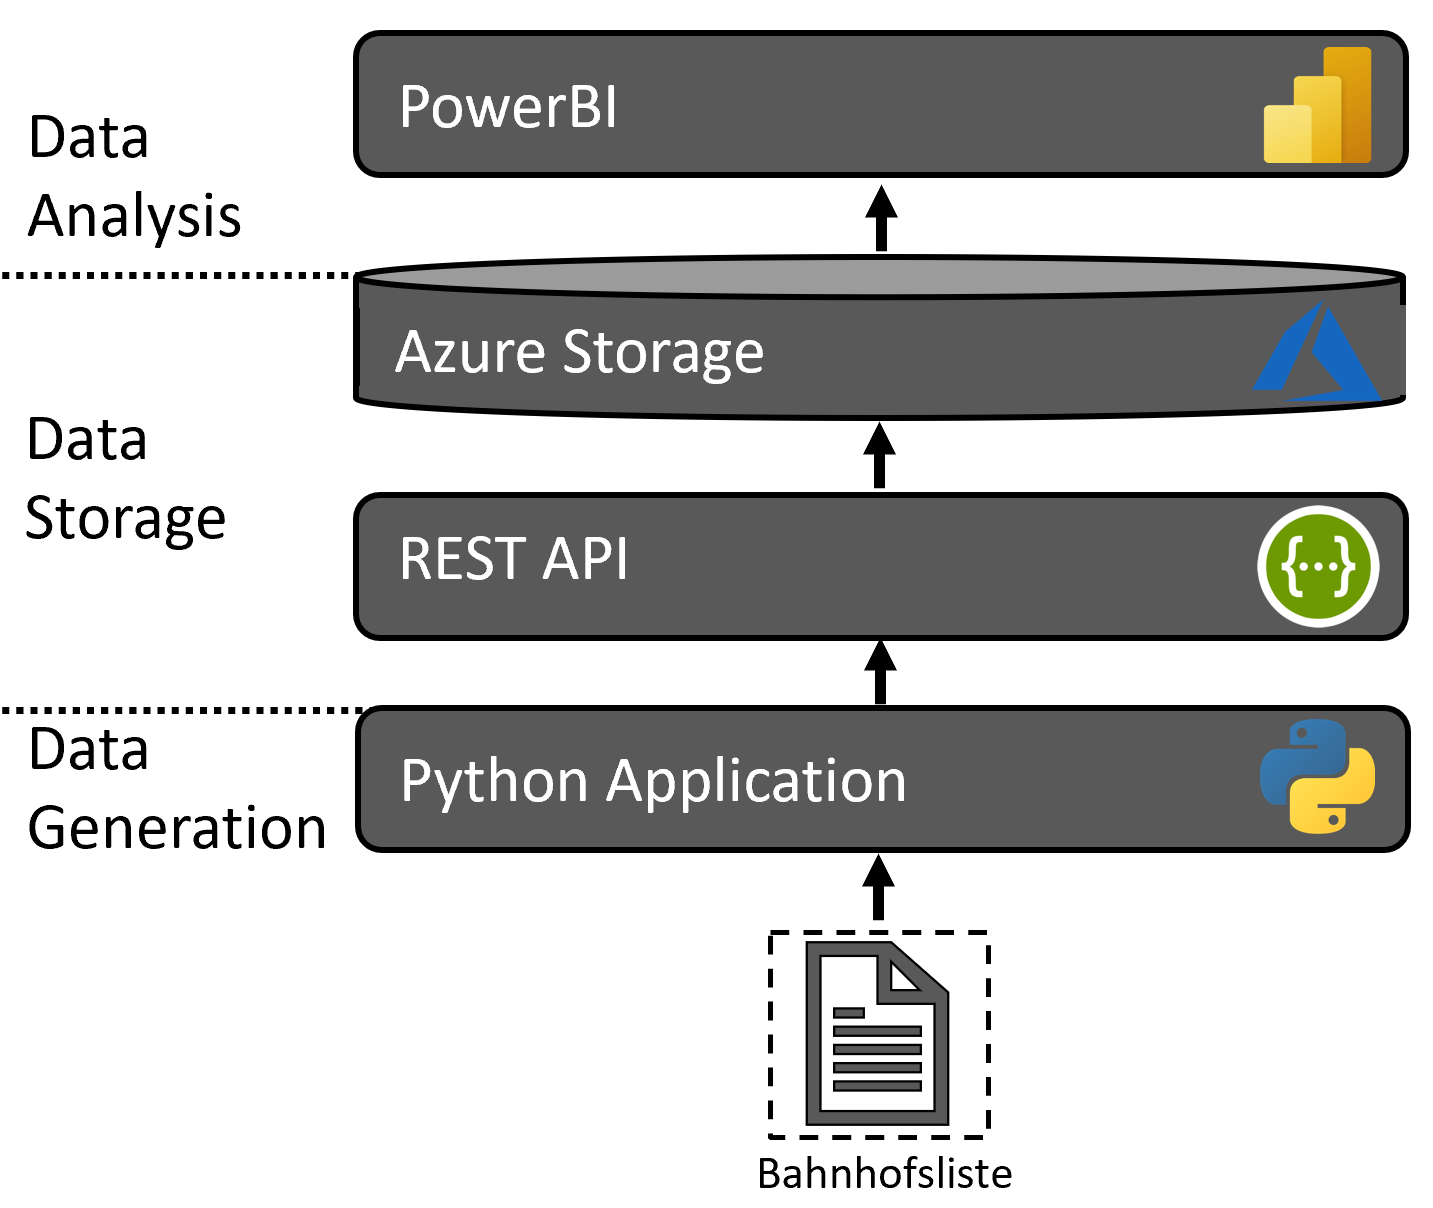 PowerBI
Data
Analysis
Azure Storage
Data
Storage
REST API
Data
Generation
Python Application
Bahnhofsliste